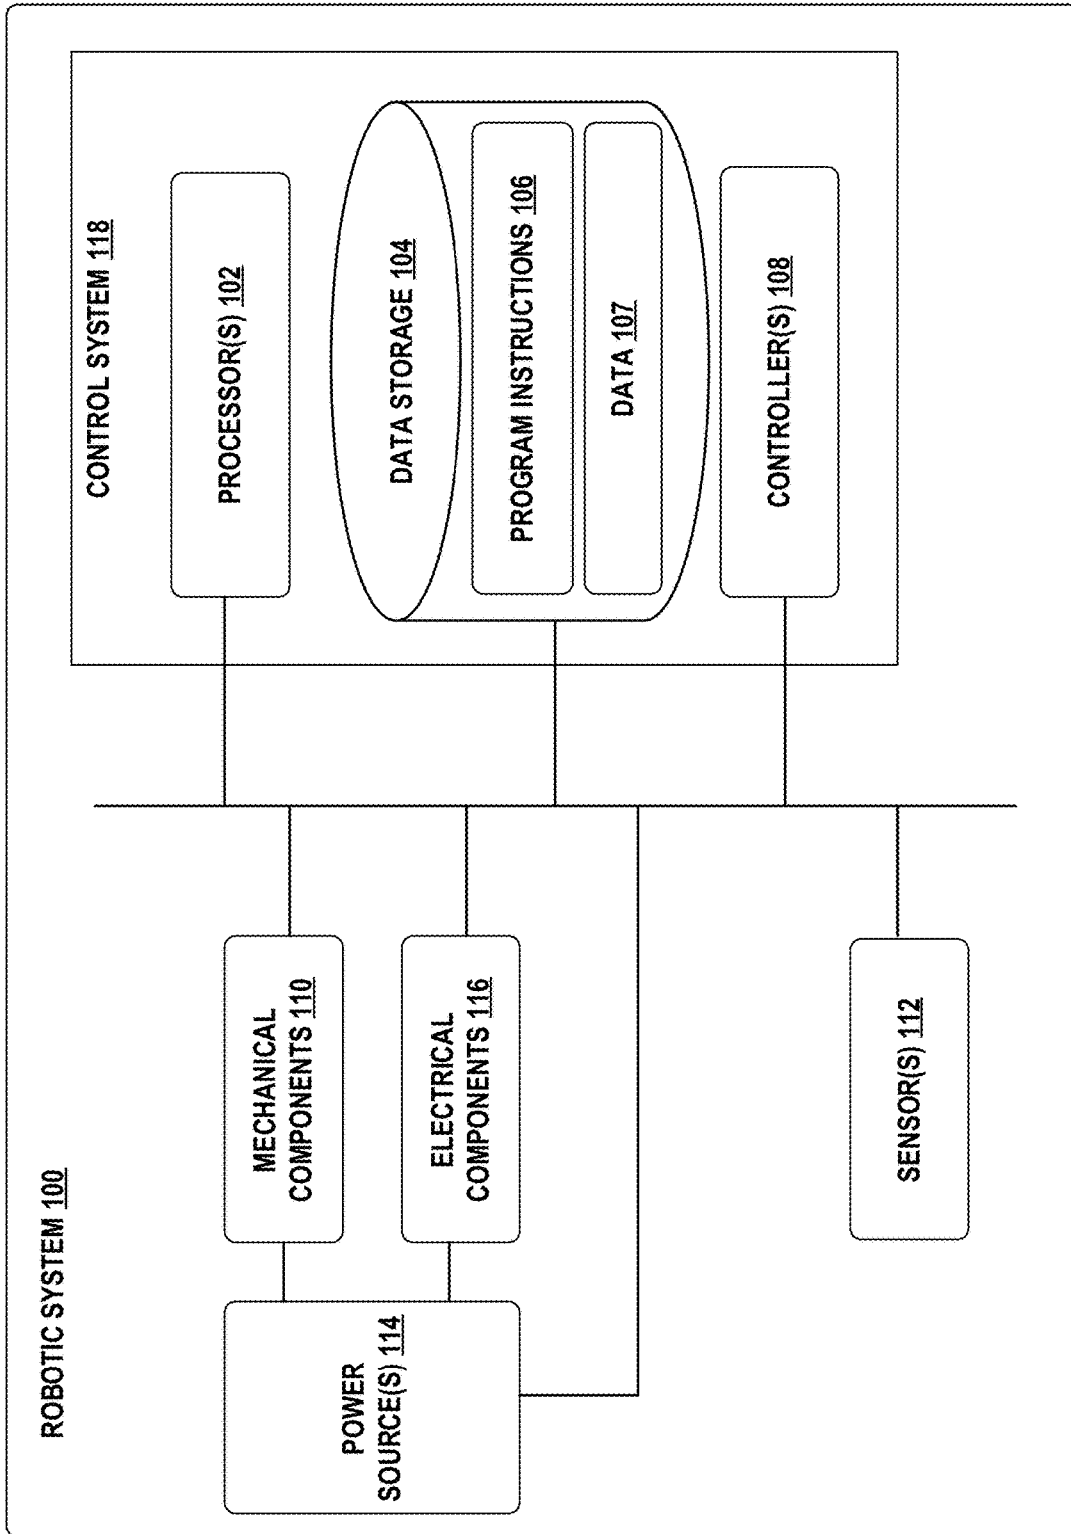 ROBOTIC SYSTEM 100
CONTROL SYSTEM 118
PROCESSOR(S) 102
DATA STORAGE 104
PROGRAM INSTRUCTIONS 106
DATA 107
CONTROLLER(S) 108
MECHANICAL
COMPONENTS 110
ELECTRICAL
COMPONENTS 116
POWER
SOURCE(S) 114
SENSOR(S) 112